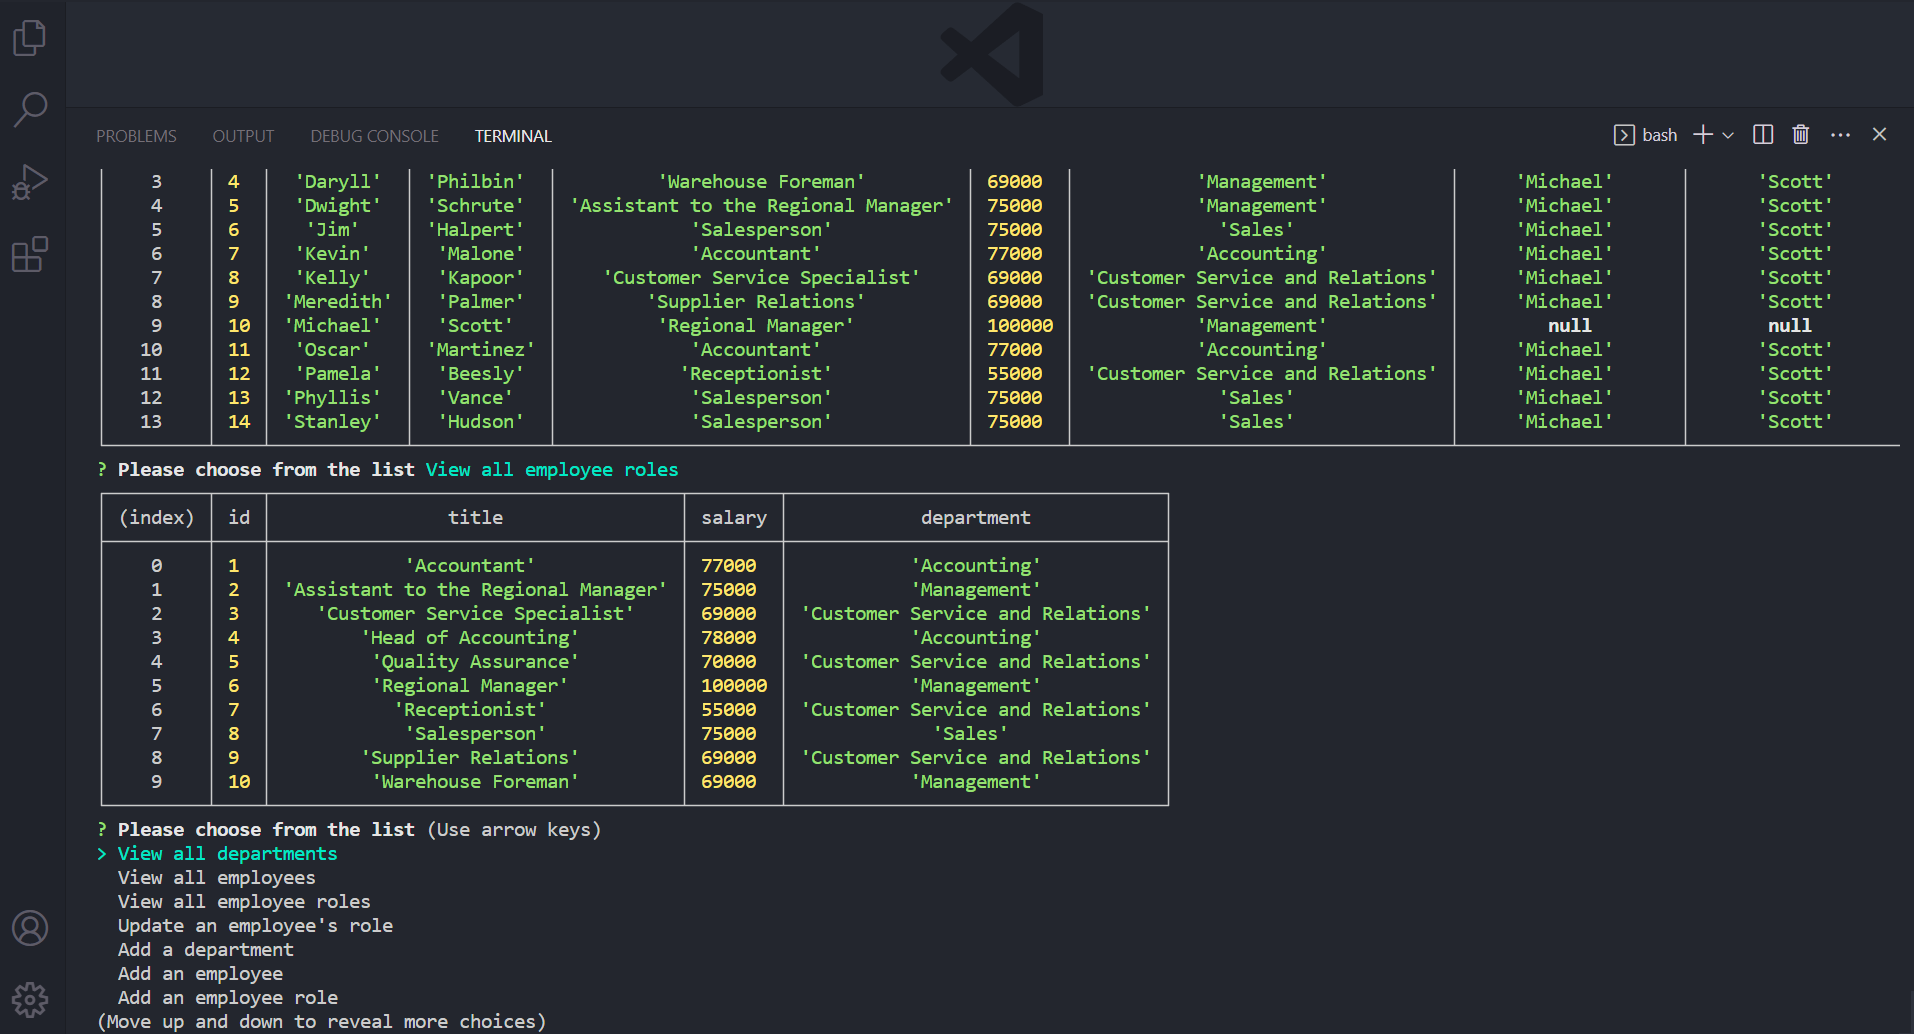 PROBLEMS OUTPUT DEBUG CONSOLE TERMINAL bash
3 4 'Daryll' 'Philbin' 'Warehouse Foreman' 69000 'Management' 'Michael' 'Scott'
4 5 'Dwight' 'Schrute' 'Assistant to the Regional Manager' 75000 'Management' 'Michael' 'Scott'
5 6 'Jim' 'Halpert' 'Salesperson' 75000 'Sales' 'Michael' 'Scott'
6 7 'Kevin' 'Malone' 'Accountant' 77000 'Accounting' 'Michael' 'Scott'
7 8 'Kelly' 'Kapoor' 'Customer Service Specialist' 69000 'Customer Service and Relations' 'Michael' 'Scott'
8 9 'Meredith' 'Palmer' 'Supplier Relations' 69000 'Customer Service and Relations' 'Michael' 'Scott'
9 10 'Michael' 'Scott' 'Regional Manager' 100000 'Management' null null
10 11 'Oscar' 'Martinez' 'Accountant' 77000 'Accounting' 'Michael' 'Scott'
11 12 'Pamela' 'Beesly' 'Receptionist' 55000 'Customer Service and Relations' 'Michael' 'Scott'
12 13 'Phyllis' 'Vance' 'Salesperson' 75000 'Sales' 'Michael' 'Scott'
13 14 'Stanley' 'Hudson' 'Salesperson' 75000 'Sales' 'Michael' 'Scott'
? Please choose from the list View all employee roles
(index) id title salary department
0 1 'Accountant' 77000 'Accounting'
1 2 'Assistant to the Regional Manager' 75000 'Management'
2 3 'Customer Service Specialist' 69000 'Customer Service and Relations'
3 4 'Head of Accounting' 78000 'Accounting'
4 5 'Quality Assurance' 70000 'Customer Service and Relations'
5 6 'Regional Manager' 100000 'Management'
6 7 'Receptionist' 55000 'Customer Service and Relations'
7 8 'Salesperson' 75000 'Sales'
8 9 'Supplier Relations' 69000 'Customer Service and Relations'
9 10 'Warehouse Foreman' 69000 'Management'
? Please choose from the list (Use arrow keys)
> View all departments
View all employees
View all employee roles
Update an employee's role
Add a department
Add an employee
Add an employee role
(Move up and down to reveal more choices)